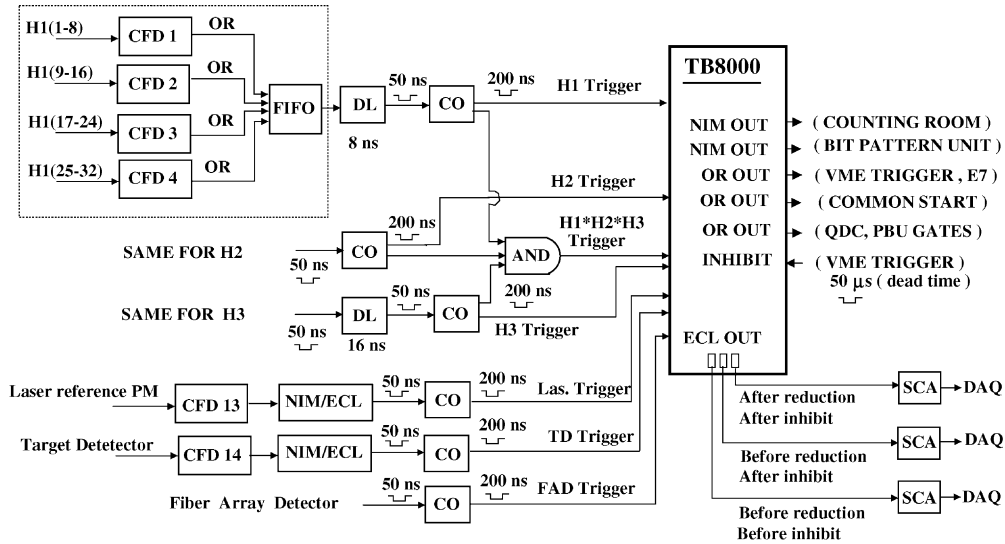 H1(1-8)
CFD 1
OR
H1(9-16)
CFD 2
OR
H1(17-24)
CFD 3
OR
H1(25-32)
CFD 4
OR
FIFO
DL
8 ns
50 ns
CO
200 ns
H1 Trigger
SAME FOR H2
50 ns
CO
200 ns
H2 Trigger
H1*H2*H3
Trigger
AND
200 ns
SAME FOR H3
50 ns
DL
16 ns
50 ns
CO
H3 Trigger
Laser reference PM
CFD 13
NIM/ECL
50 ns
CO
200 ns
Las. Trigger
Target Detetector
CFD 14
NIM/ECL
50 ns
CO
200 ns
TD Trigger
Fiber Array Detector
50 ns
CO
200 ns
FAD Trigger
TB8000
NIM OUT
( COUNTING ROOM )
NIM OUT
( BIT PATTERN UNIT )
OR OUT
( VME TRIGGER , E7 )
OR OUT
( COMMON START )
OR OUT
( QDC, PBU GATES )
INHIBIT
( VME TRIGGER )
50 μs ( dead time )
ECL OUT
After reduction
After inhibit
SCA
DAQ
Before reduction
After inhibit
SCA
DAQ
Before reduction
Before inhibit
SCA
DAQ